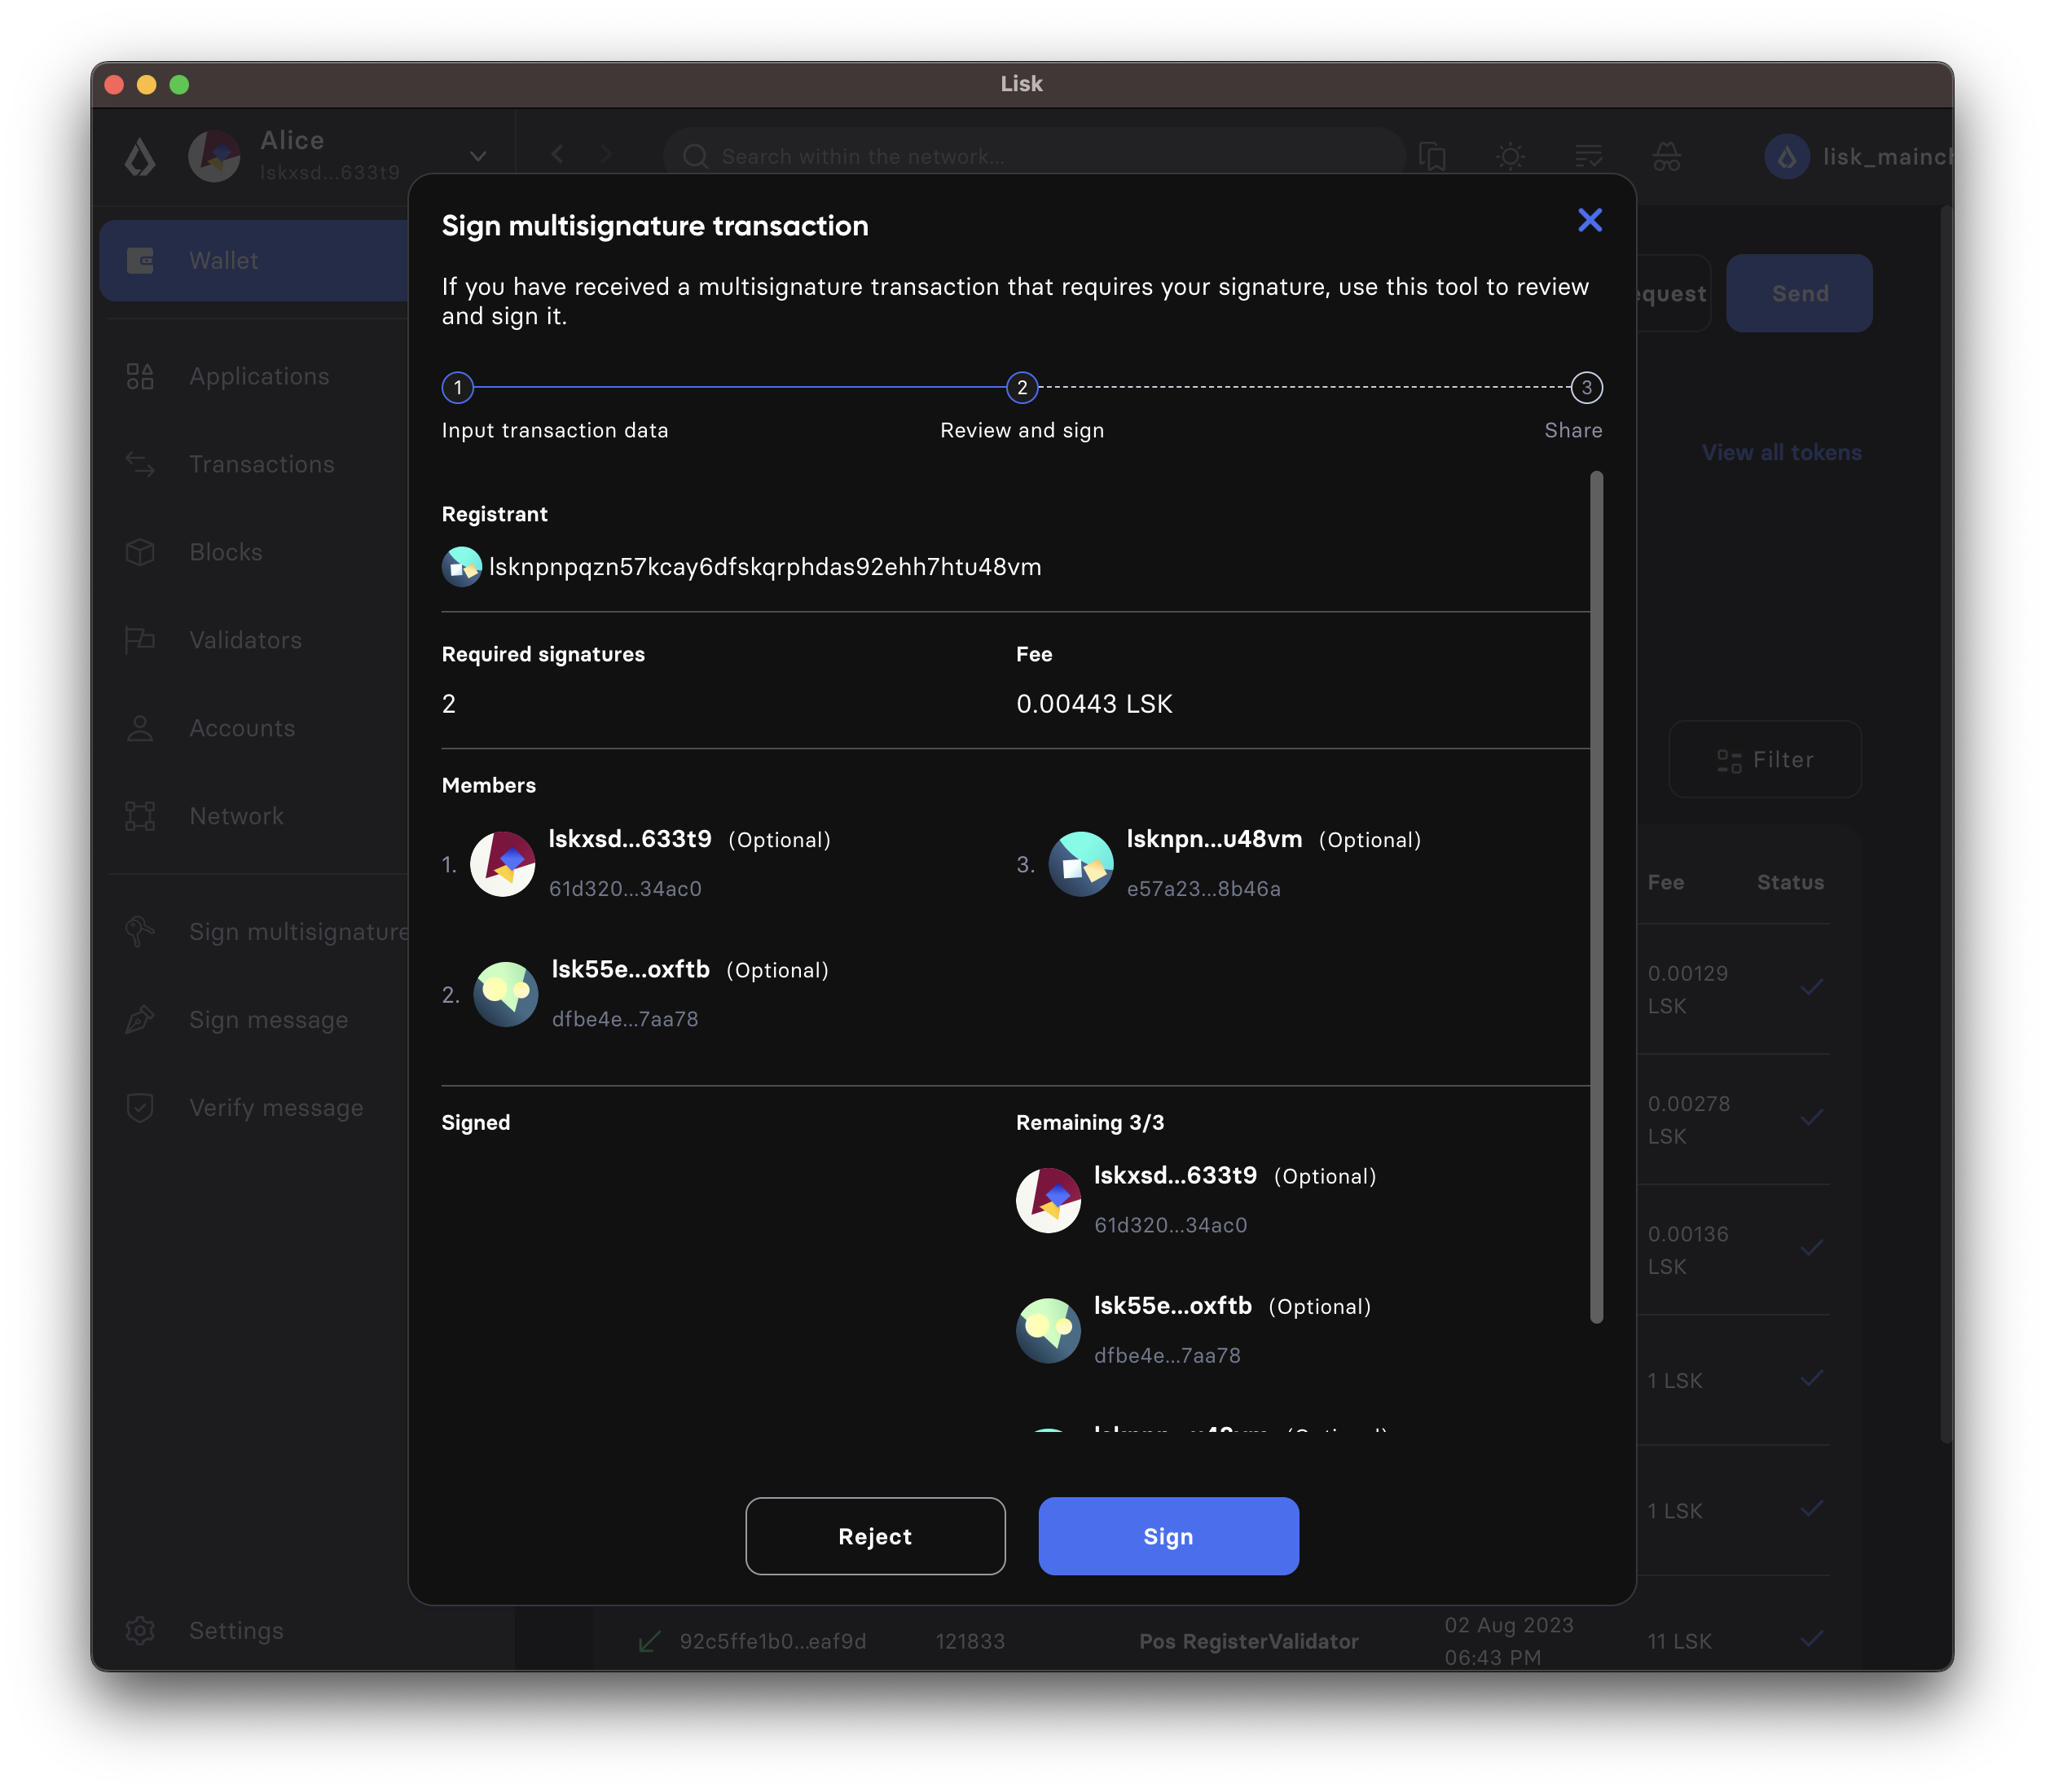 Lisk
Alice
lskxsd...633t9
Search within the network...
Wallet
Applications
Transactions
Blocks
Validators
Accounts
Network
Sign multisignature
Sign message
Verify message
Settings
Send
View all tokens
Filter
Fee Status
0.00129
LSK
0.00278
LSK
0.00136
LSK
1 LSK
1 LSK
Sign multisignature transaction
If you have received a multisignature transaction that requires your signature, use this tool to review
and sign it.
1 2 3
Input transaction data Review and sign Share
Registrant
lsknpnpqzn57kcay6dfskqrphdas92ehh7htu48vm
Required signatures Fee
2 0.00443 LSK
Members
1. lskxsd...633t9 (Optional)
61d320...34ac0
3. lsknpn...u48vm (Optional)
e57a23...8b46a
2. lsk55e...oxftb (Optional)
dfbe4e...7aa78
Signed Remaining 3/3
lskxsd...633t9 (Optional)
61d320...34ac0
lsk55e...oxftb (Optional)
dfbe4e...7aa78
Reject Sign
92c5ffe1b0...eaf9d 121833 Pos RegisterValidator 02 Aug 2023
06:43 PM 11 LSK